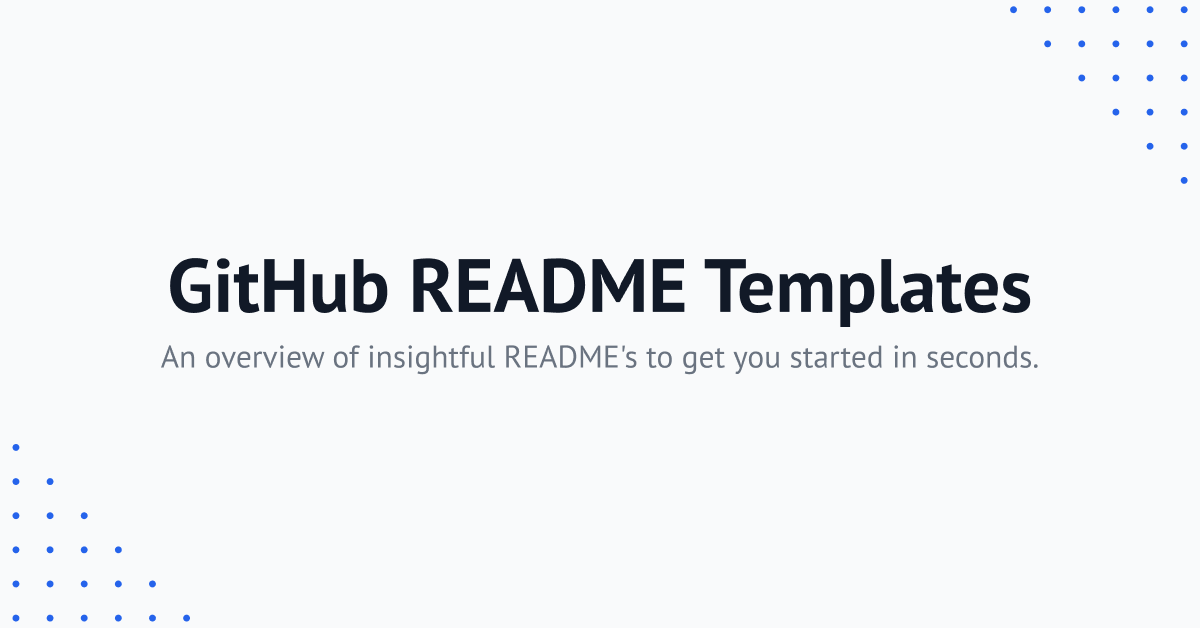 GitHub README Templates
An overview of insightful README's to get you started in seconds.